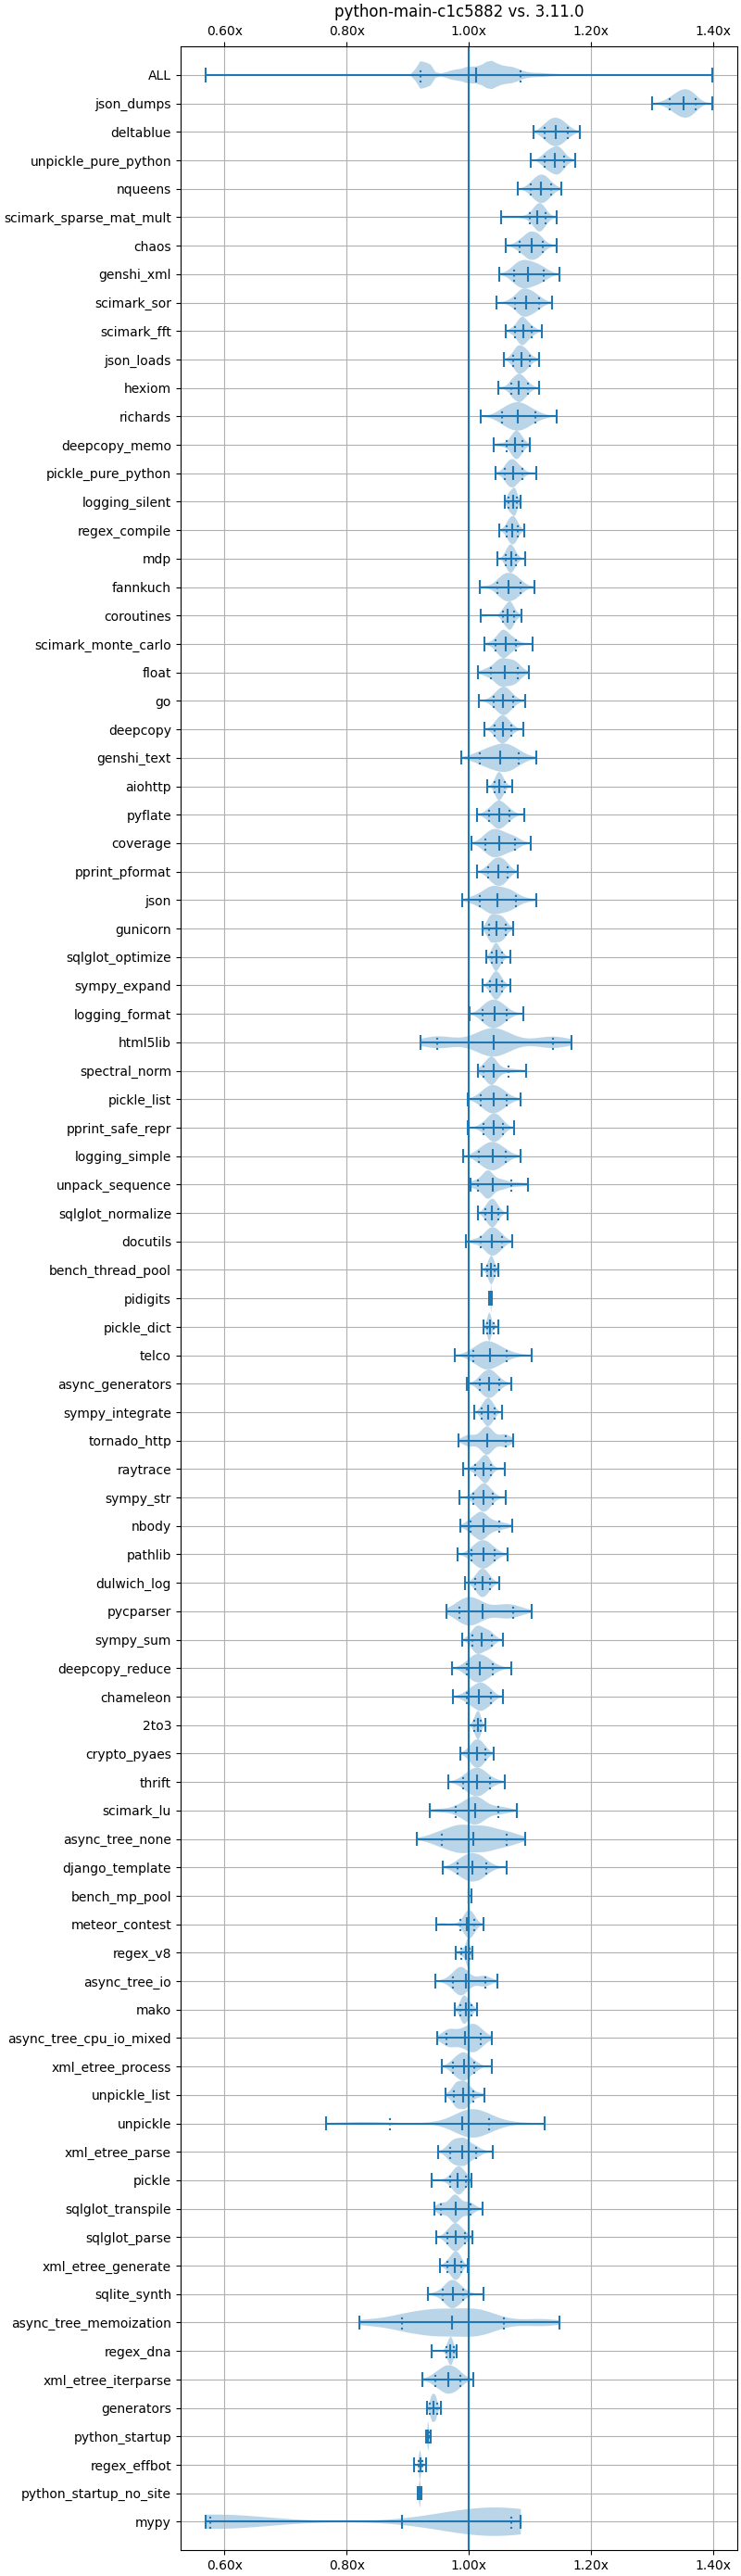 python-main-c1c5882 vs. 3.11.0
0.60x 0.80x 1.00x 1.20x 1.40x
ALL
json_dumps
deltablue
unpickle_pure_python
nqueens
scimark_sparse_mat_mult
chaos
genshi_xml
scimark_sor
scimark_fft
json_loads
hexiom
richards
deepcopy_memo
pickle_pure_python
logging_silent
regex_compile
mdp
fannkuch
coroutines
scimark_monte_carlo
float
go
deepcopy
genshi_text
aiohttp
pyflate
coverage
pprint_pformat
json
gunicorn
sqlglot_optimize
sympy_expand
logging_format
html5lib
spectral_norm
pickle_list
pprint_safe_repr
logging_simple
unpack_sequence
sqlglot_normalize
docutils
bench_thread_pool
pidigits
pickle_dict
telco
async_generators
sympy_integrate
tornado_http
raytrace
sympy_str
nbody
pathlib
dulwich_log
pycparser
sympy_sum
deepcopy_reduce
chameleon
2to3
crypto_pyaes
thrift
scimark_lu
async_tree_none
django_template
bench_mp_pool
meteor_contest
regex_v8
async_tree_io
mako
async_tree_cpu_io_mixed
xml_etree_process
unpickle_list
unpickle
xml_etree_parse
pickle
sqlglot_transpile
sqlglot_parse
xml_etree_generate
sqlite_synth
async_tree_memoization
regex_dna
xml_etree_iterparse
generators
python_startup
regex_effbot
python_startup_no_site
mypy
0.60x 0.80x 1.00x 1.20x 1.40x